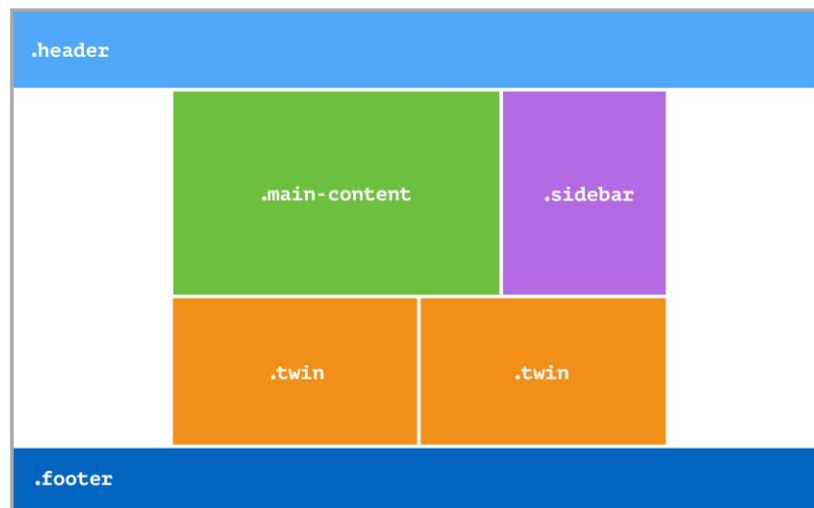 .header
.main-content
.sidebar
.twin
.twin
.footer